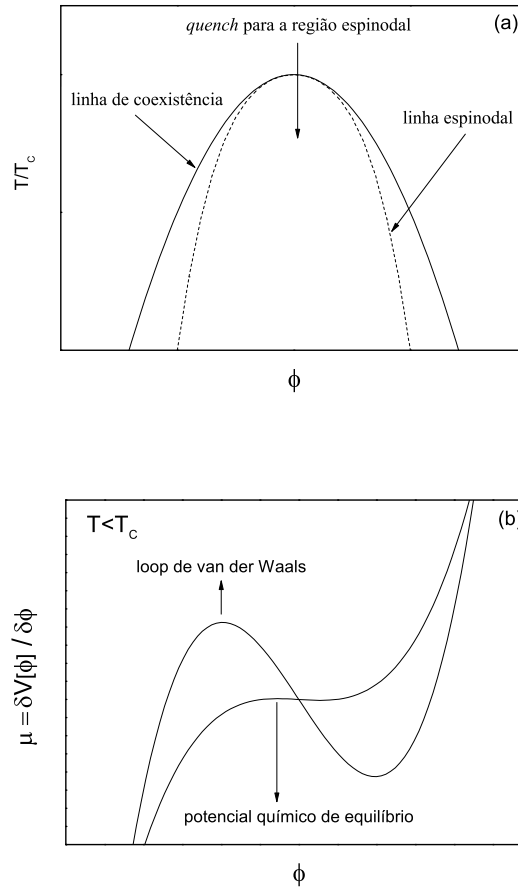 (a)
quench para a região espinodal
linha de coexistência
linha espinodal
T/T_C
ϕ
(b)
T<T_C
loop de van der Waals
μ = δV[ϕ] / δϕ
potencial químico de equilíbrio
ϕ